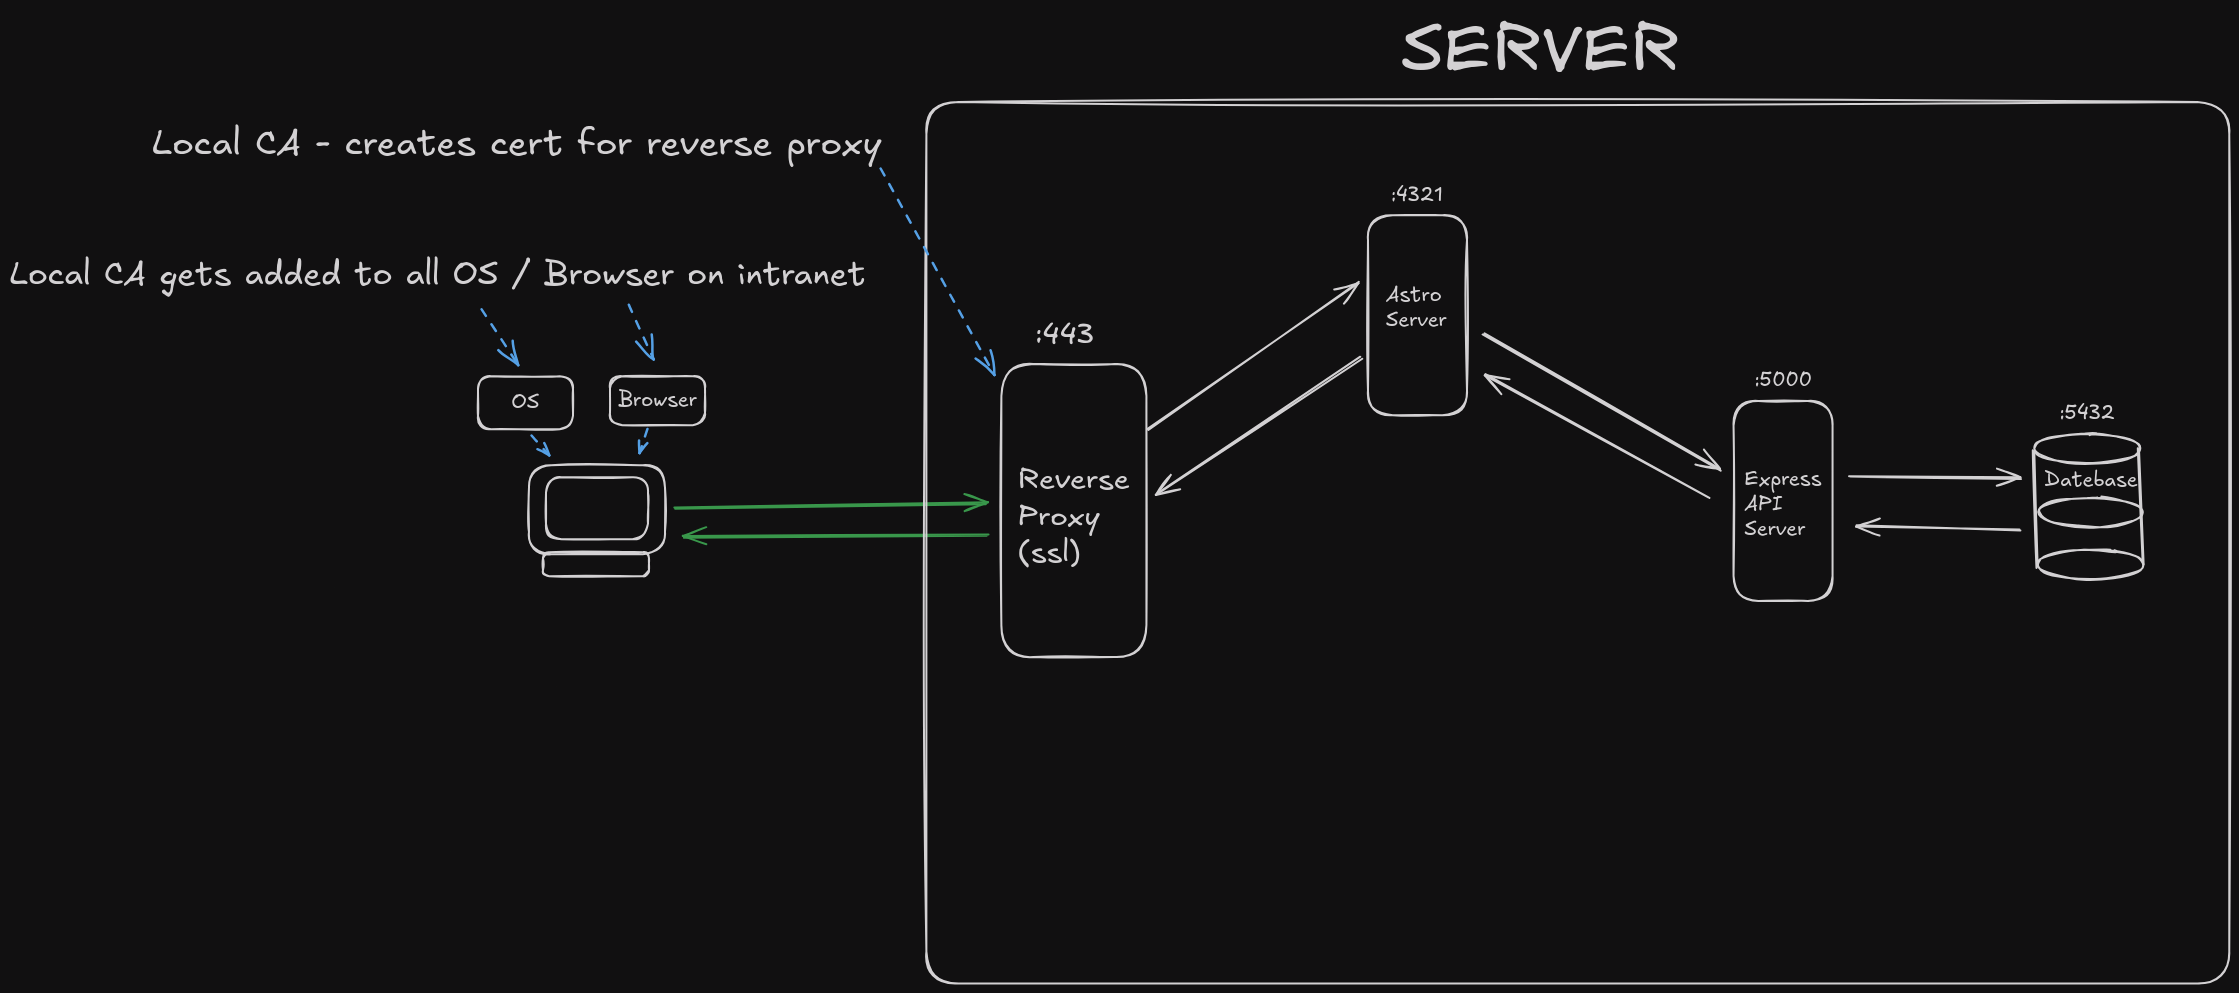 SERVER
Local CA - creates cert for reverse proxy
Local CA gets added to all OS / Browser on intranet
OS
Browser
:443
Reverse
Proxy
(ssl)
:4321
Astro
Server
:5000
Express
API
Server
:5432
Datebase